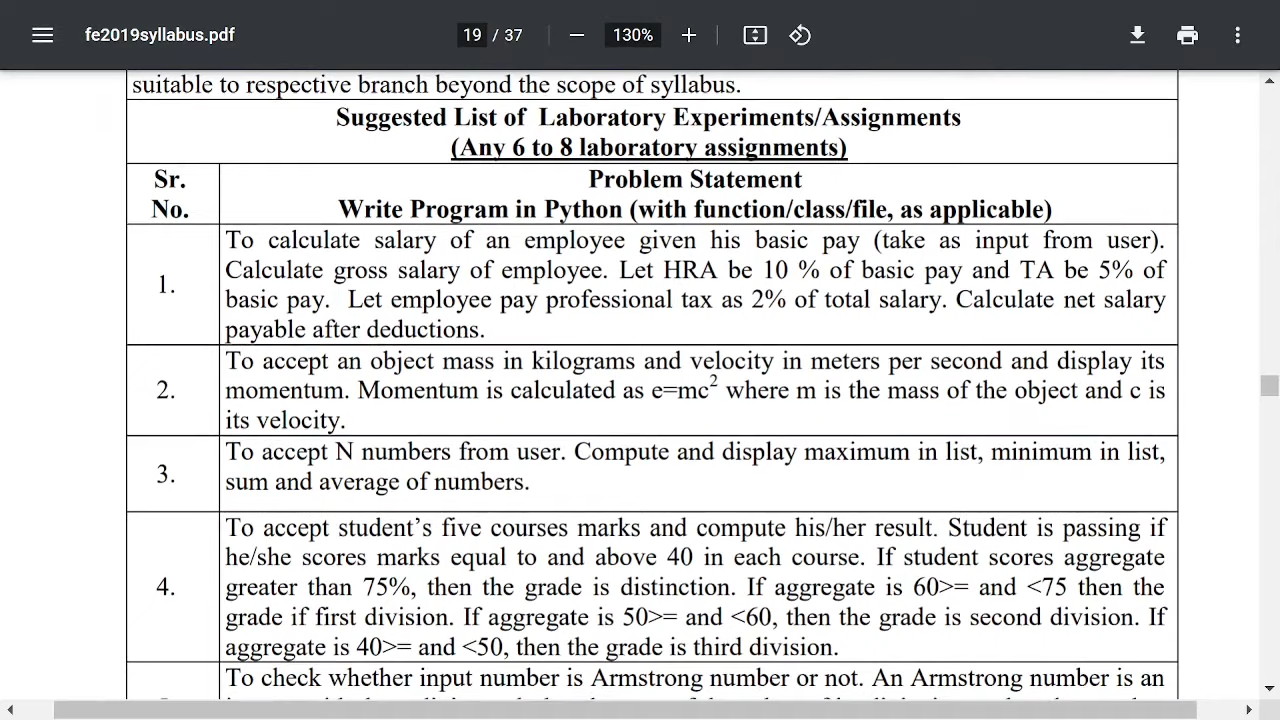 fe2019syllabus.pdf
19 / 37
130%
suitable to respective branch beyond the scope of syllabus.
Suggested List of Laboratory Experiments/Assignments
(Any 6 to 8 laboratory assignments)
Sr.
No.
Problem Statement
Write Program in Python (with function/class/file, as applicable)
1.
To calculate salary of an employee given his basic pay (take as input from user).
Calculate gross salary of employee. Let HRA be 10 % of basic pay and TA be 5% of
basic pay. Let employee pay professional tax as 2% of total salary. Calculate net salary
payable after deductions.
2.
To accept an object mass in kilograms and velocity in meters per second and display its
momentum. Momentum is calculated as e=mc² where m is the mass of the object and c is
its velocity.
3.
To accept N numbers from user. Compute and display maximum in list, minimum in list,
sum and average of numbers.
4.
To accept student’s five courses marks and compute his/her result. Student is passing if
he/she scores marks equal to and above 40 in each course. If student scores aggregate
greater than 75%, then the grade is distinction. If aggregate is 60>= and <75 then the
grade if first division. If aggregate is 50>= and <60, then the grade is second division. If
aggregate is 40>= and <50, then the grade is third division.
To check whether input number is Armstrong number or not. An Armstrong number is an